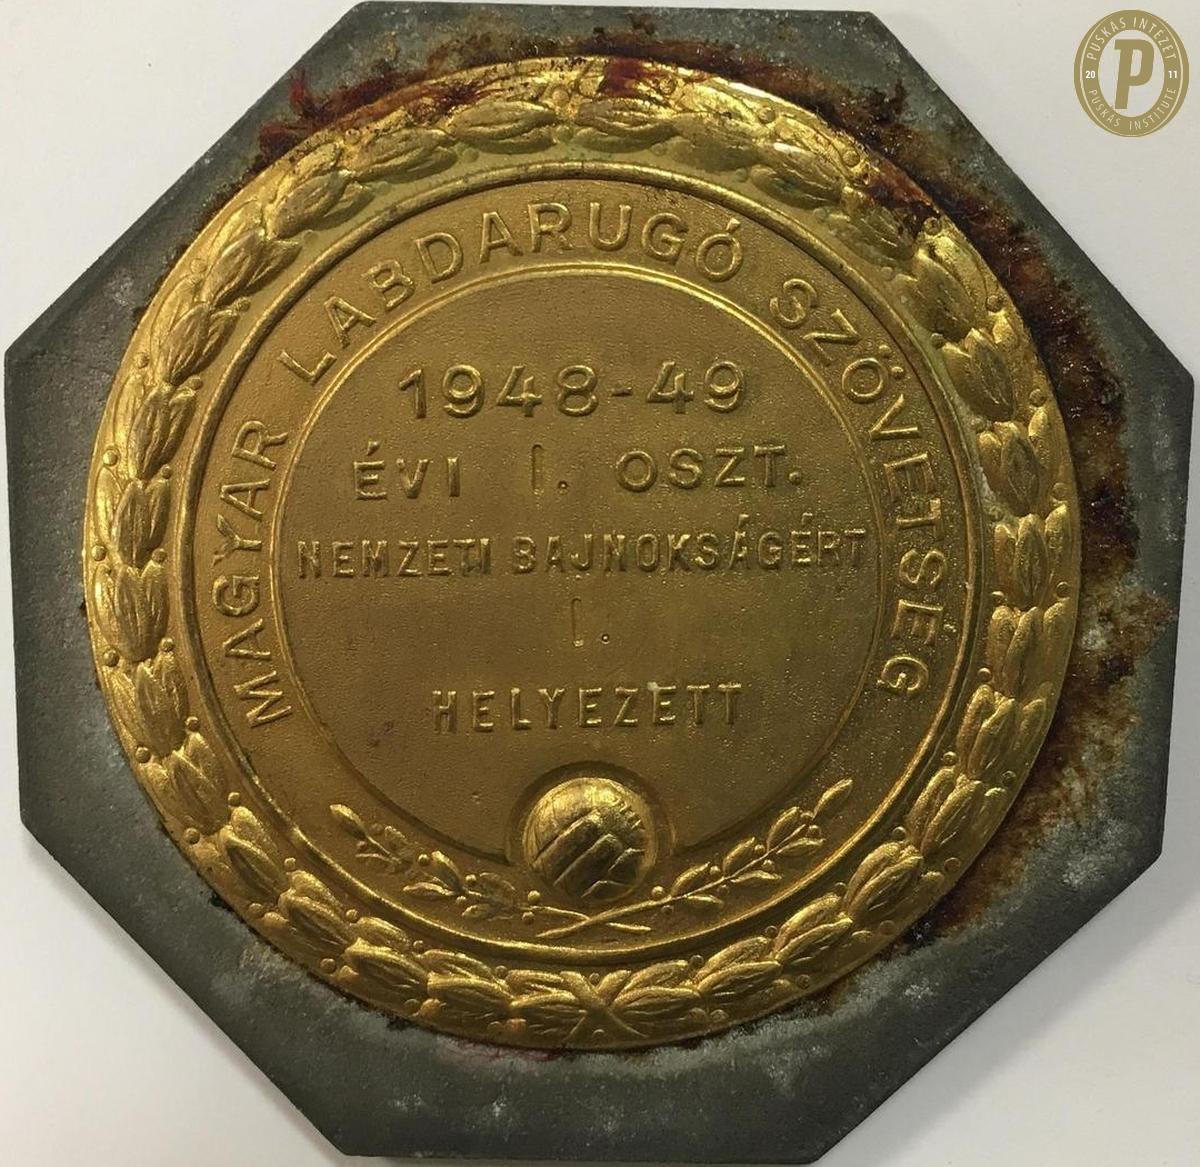 MAGYAR LABDARUGÓ SZÖVETSÉG
1948-49
ÉVI I. OSZT.
NEMZETI BAJNOKSÁGÉRT
I.
HELYEZETT
PUSKÁS INTÉZET
20 P 11
PUSKÁS INSTITUTE